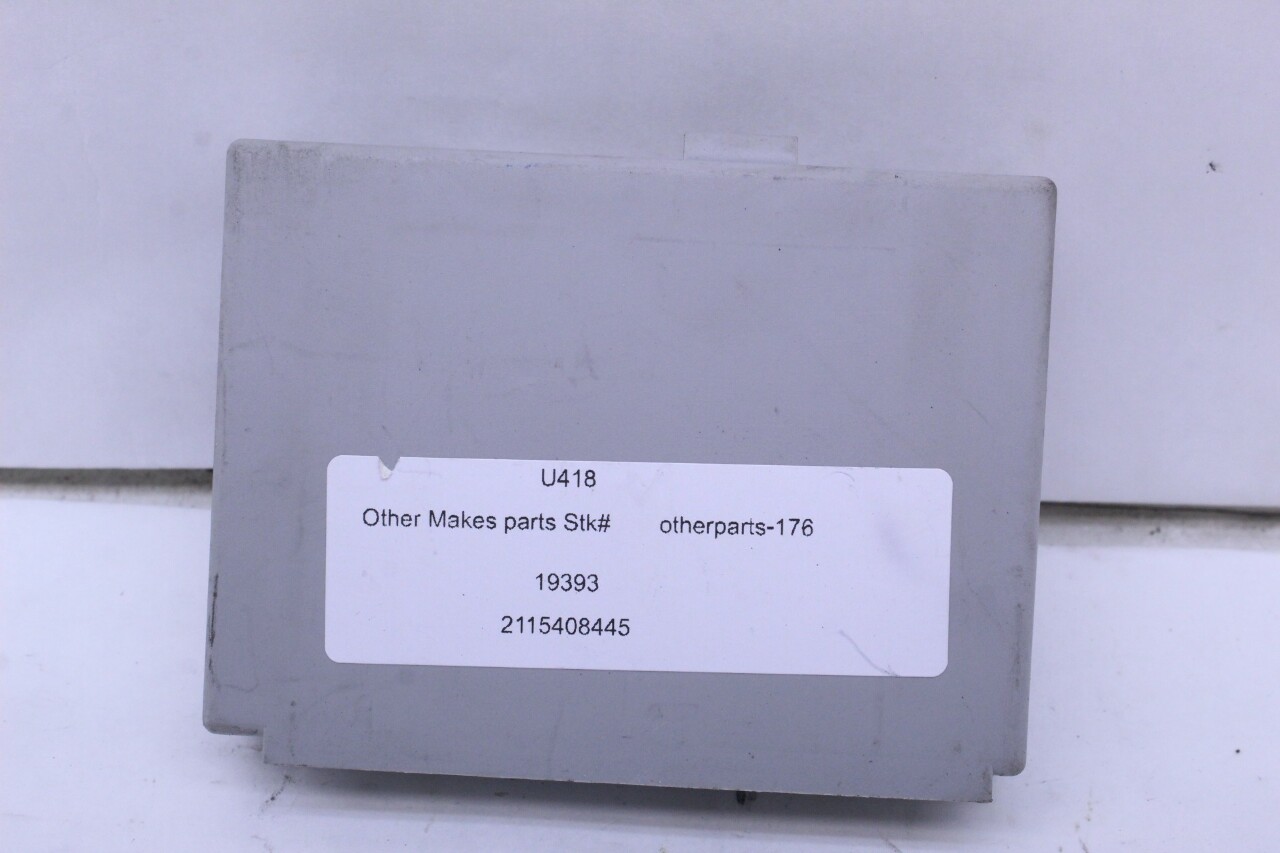 U418
Other Makes parts Stk# otherparts-176
19393
2115408445